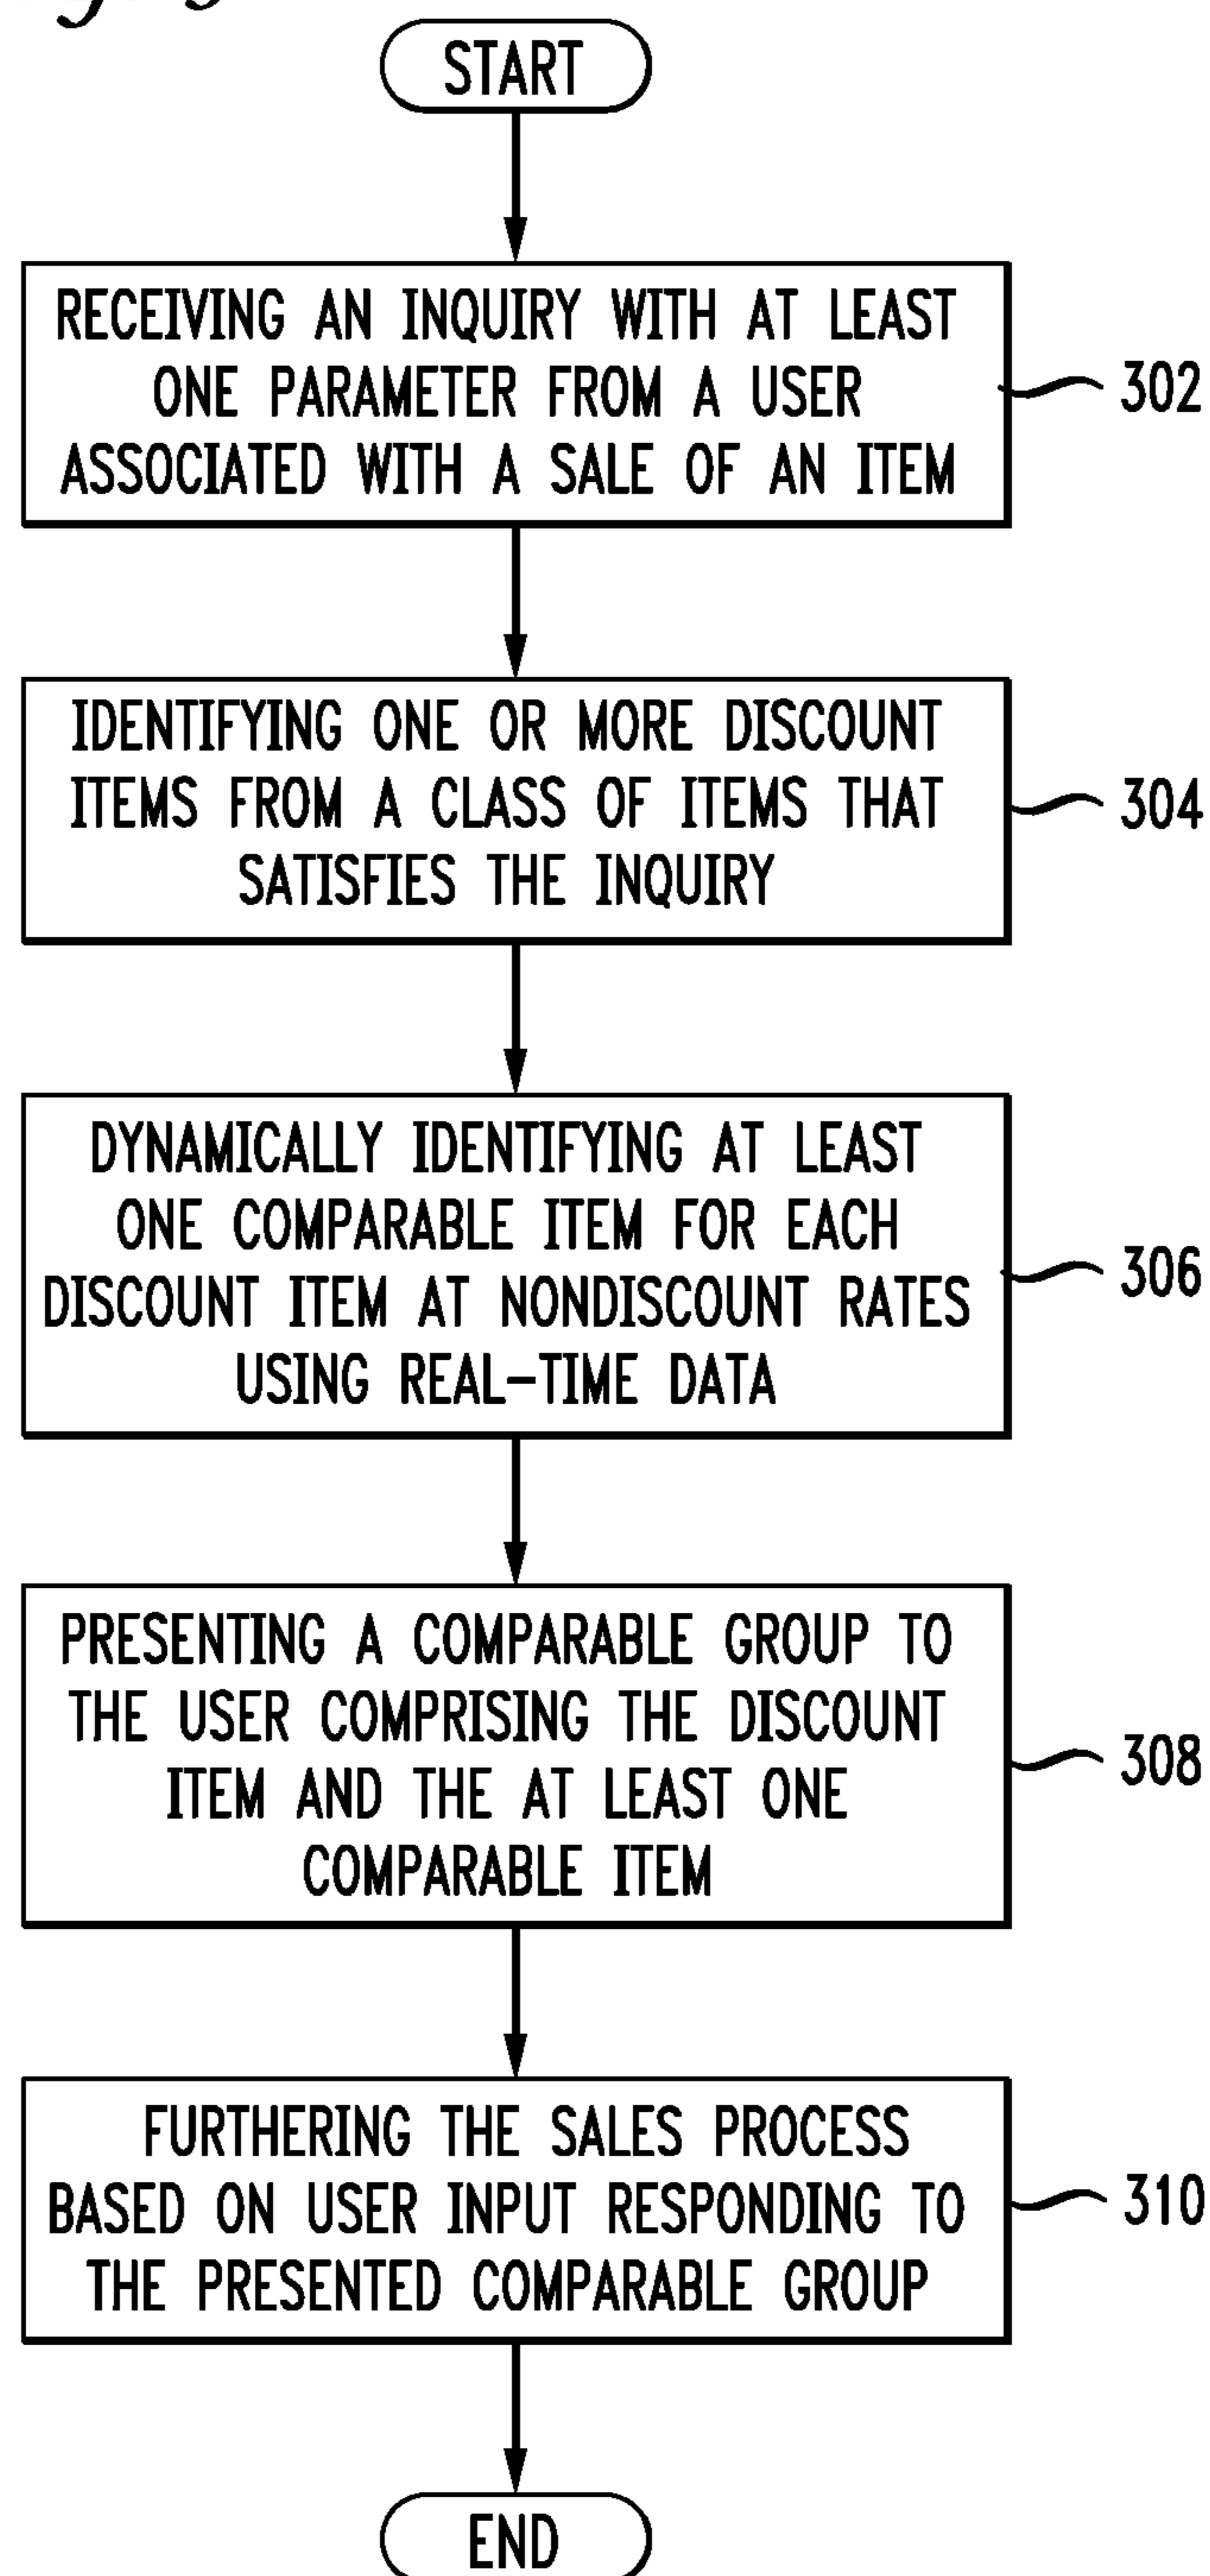 START
RECEIVING AN INQUIRY WITH AT LEAST
ONE PARAMETER FROM A USER
ASSOCIATED WITH A SALE OF AN ITEM
302
IDENTIFYING ONE OR MORE DISCOUNT
ITEMS FROM A CLASS OF ITEMS THAT
SATISFIES THE INQUIRY
304
DYNAMICALLY IDENTIFYING AT LEAST
ONE COMPARABLE ITEM FOR EACH
DISCOUNT ITEM AT NONDISCOUNT RATES
USING REAL-TIME DATA
306
PRESENTING A COMPARABLE GROUP TO
THE USER COMPRISING THE DISCOUNT
ITEM AND THE AT LEAST ONE
COMPARABLE ITEM
308
FURTHERING THE SALES PROCESS
BASED ON USER INPUT RESPONDING TO
THE PRESENTED COMPARABLE GROUP
310
END